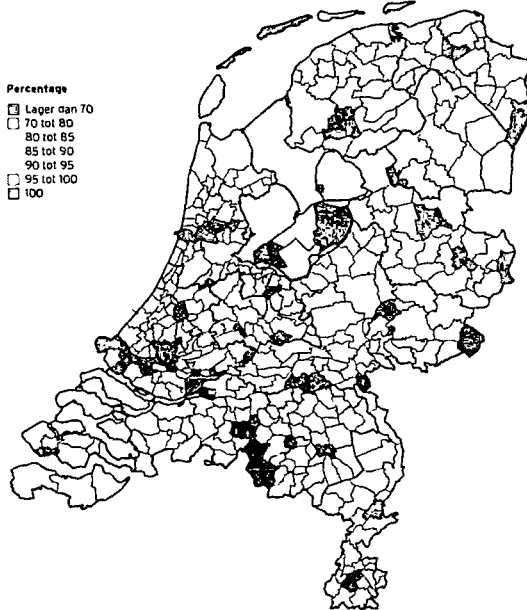 Percentage
Lager dan 70
70 tot 80
80 tot 85
85 tot 90
90 tot 95
95 tot 100
100